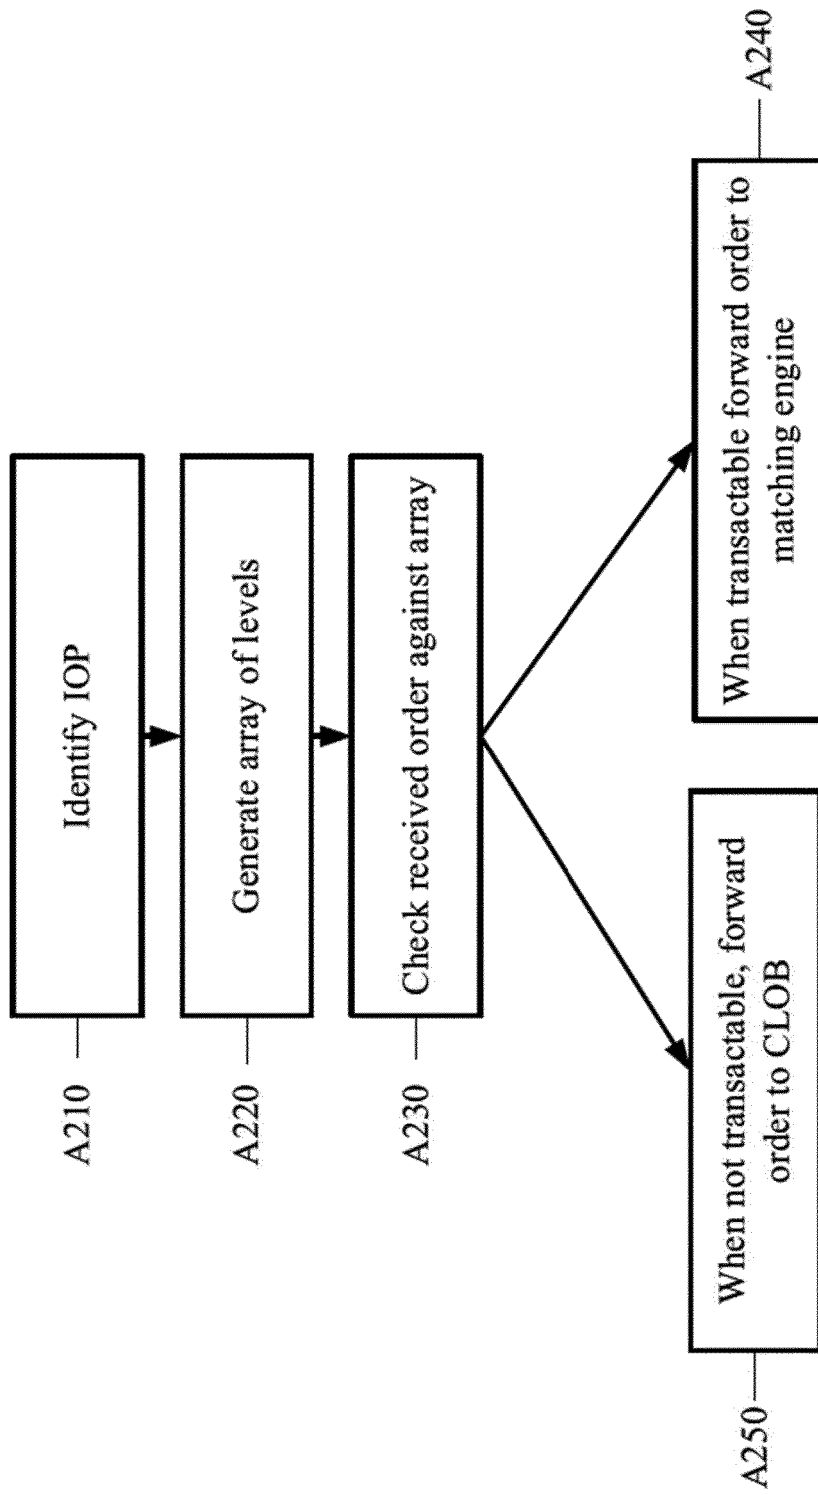 A210
Identify IOP
A220
Generate array of levels
A230
Check received order against array
A250
When not transactable, forward
order to CLOB
When transactable forward order to
matching engine
A240